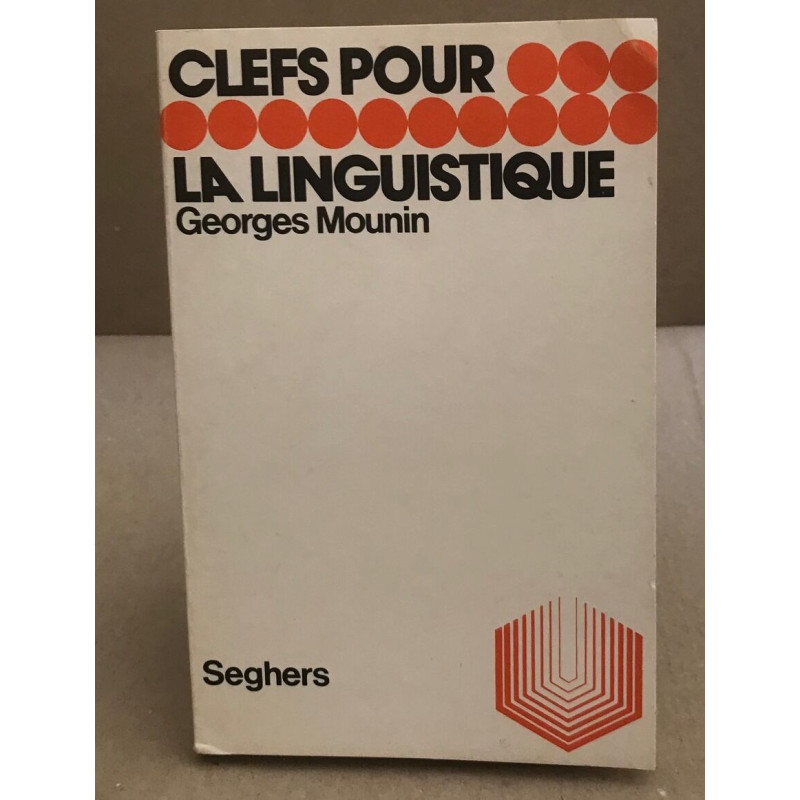 CLEFS POUR
LA LINGUISTIQUE
Georges Mounin
Seghers